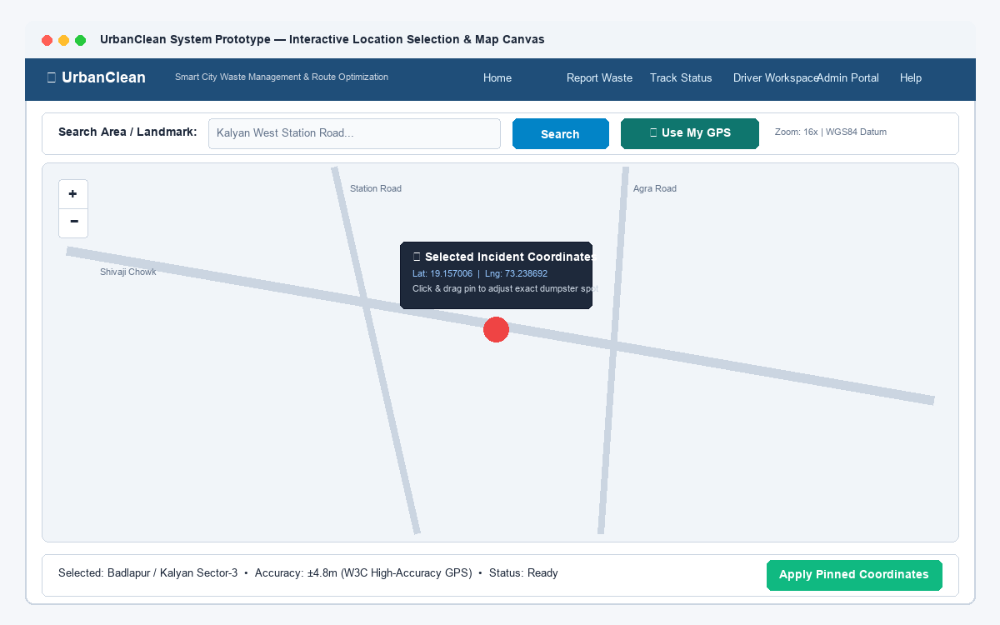 UrbanClean System Prototype — Interactive Location Selection & Map Canvas
UrbanClean Smart City Waste Management & Route Optimization Home Report Waste Track Status Driver Workspace Admin Portal Help
Search Area / Landmark: Kalyan West Station Road... Search Use My GPS Zoom: 16x | WGS84 Datum
+
−
Station Road
Agra Road
Selected Incident Coordinates
Lat: 19.157006 | Lng: 73.238692
Click & drag pin to adjust exact dumpster spot
Shivaji Chowk
Selected: Badlapur / Kalyan Sector-3 • Accuracy: ±4.8m (W3C High-Accuracy GPS) • Status: Ready
Apply Pinned Coordinates